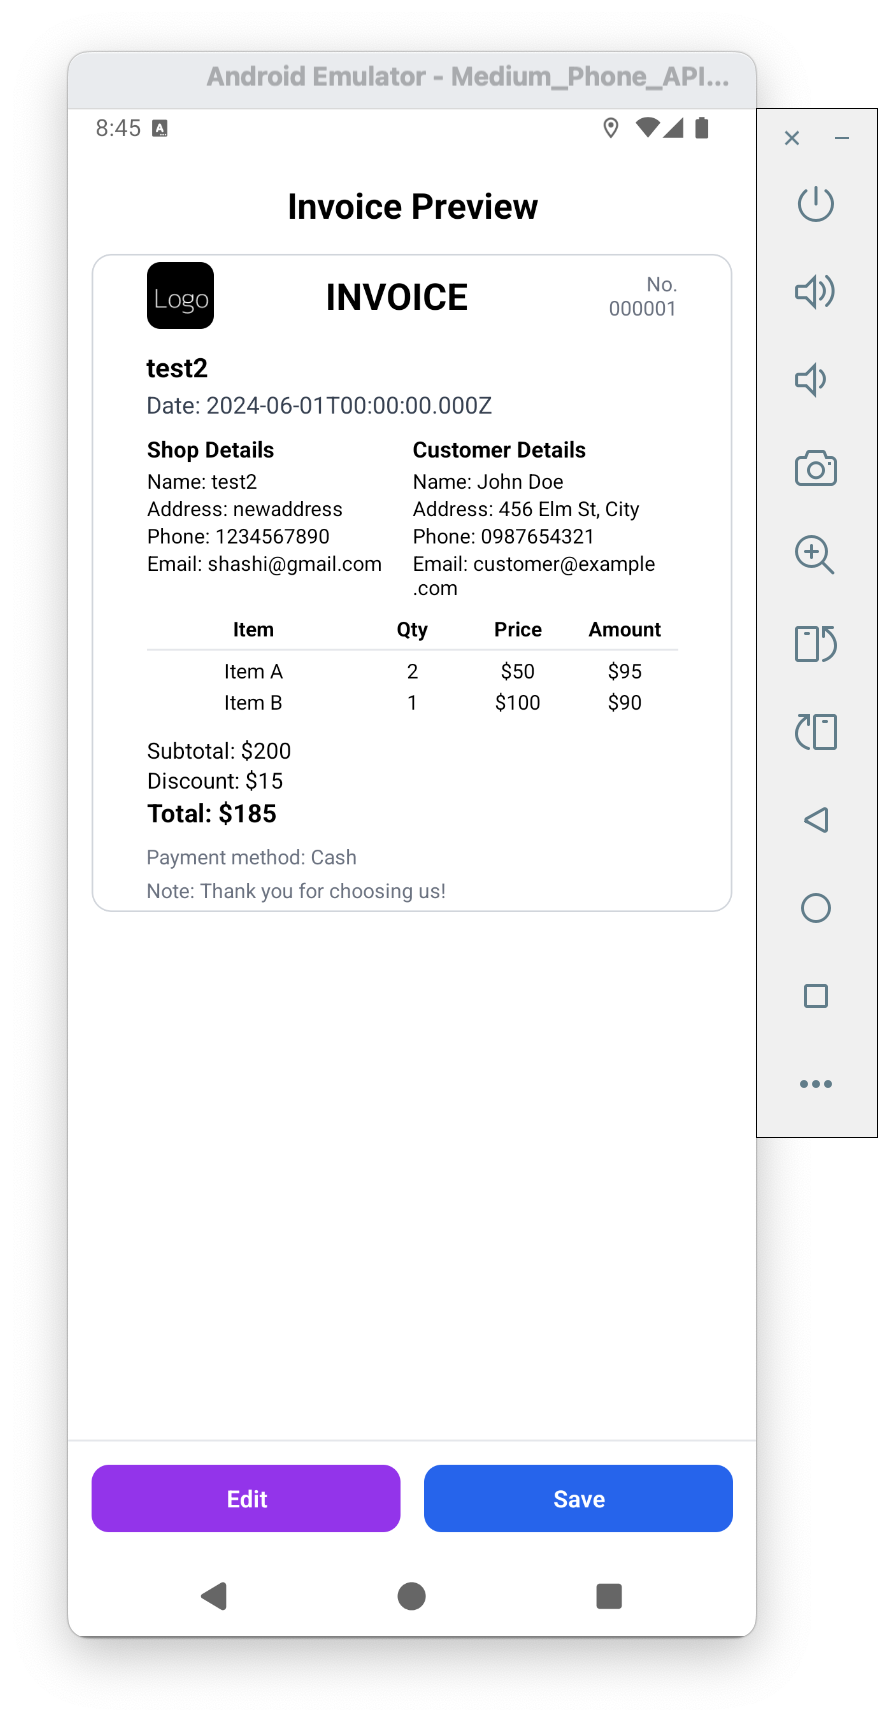 Android Emulator - Medium_Phone_API...
8:45 A
Invoice Preview
Logo
INVOICE
No.
000001
test2
Date: 2024-06-01T00:00:00.000Z
Shop Details
Name: test2
Address: newaddress
Phone: 1234567890
Email: shashi@gmail.com
Customer Details
Name: John Doe
Address: 456 Elm St, City
Phone: 0987654321
Email: customer@example
.com
Item Qty Price Amount
Item A 2 $50 $95
Item B 1 $100 $90
Subtotal: $200
Discount: $15
Total: $185
Payment method: Cash
Note: Thank you for choosing us!
Edit Save